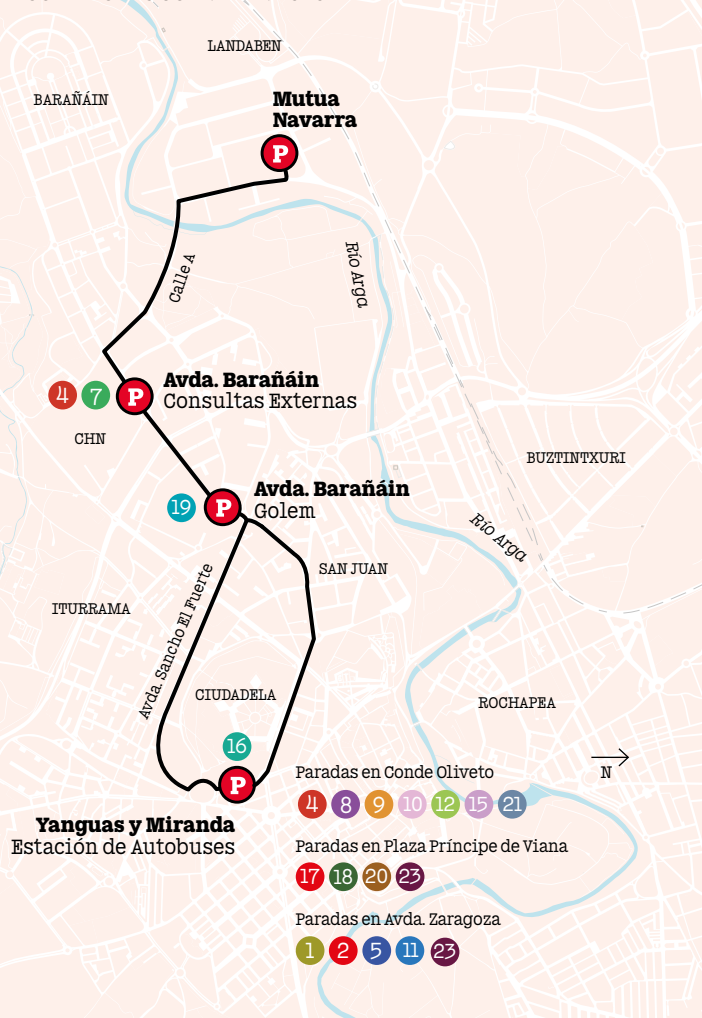 LANDABEN
BARAÑÁIN
Mutua
Navarra
P
Calle A
Río Arga
4 7 P
Avda. Barañáin
Consultas Externas
CHN
BUZTINTXURI
19 P
Avda. Barañáin
Golem
Río Arga
SAN JUAN
ITURRAMA
Avda. Sancho El Fuerte
CIUDADELA
ROCHAPEA
16
P
N
Yanguas y Miranda
Estación de Autobuses
Paradas en Conde Oliveto
4 8 9 10 12 15 21
Paradas en Plaza Príncipe de Viana
17 18 20 23
Paradas en Avda. Zaragoza
1 2 5 11 23